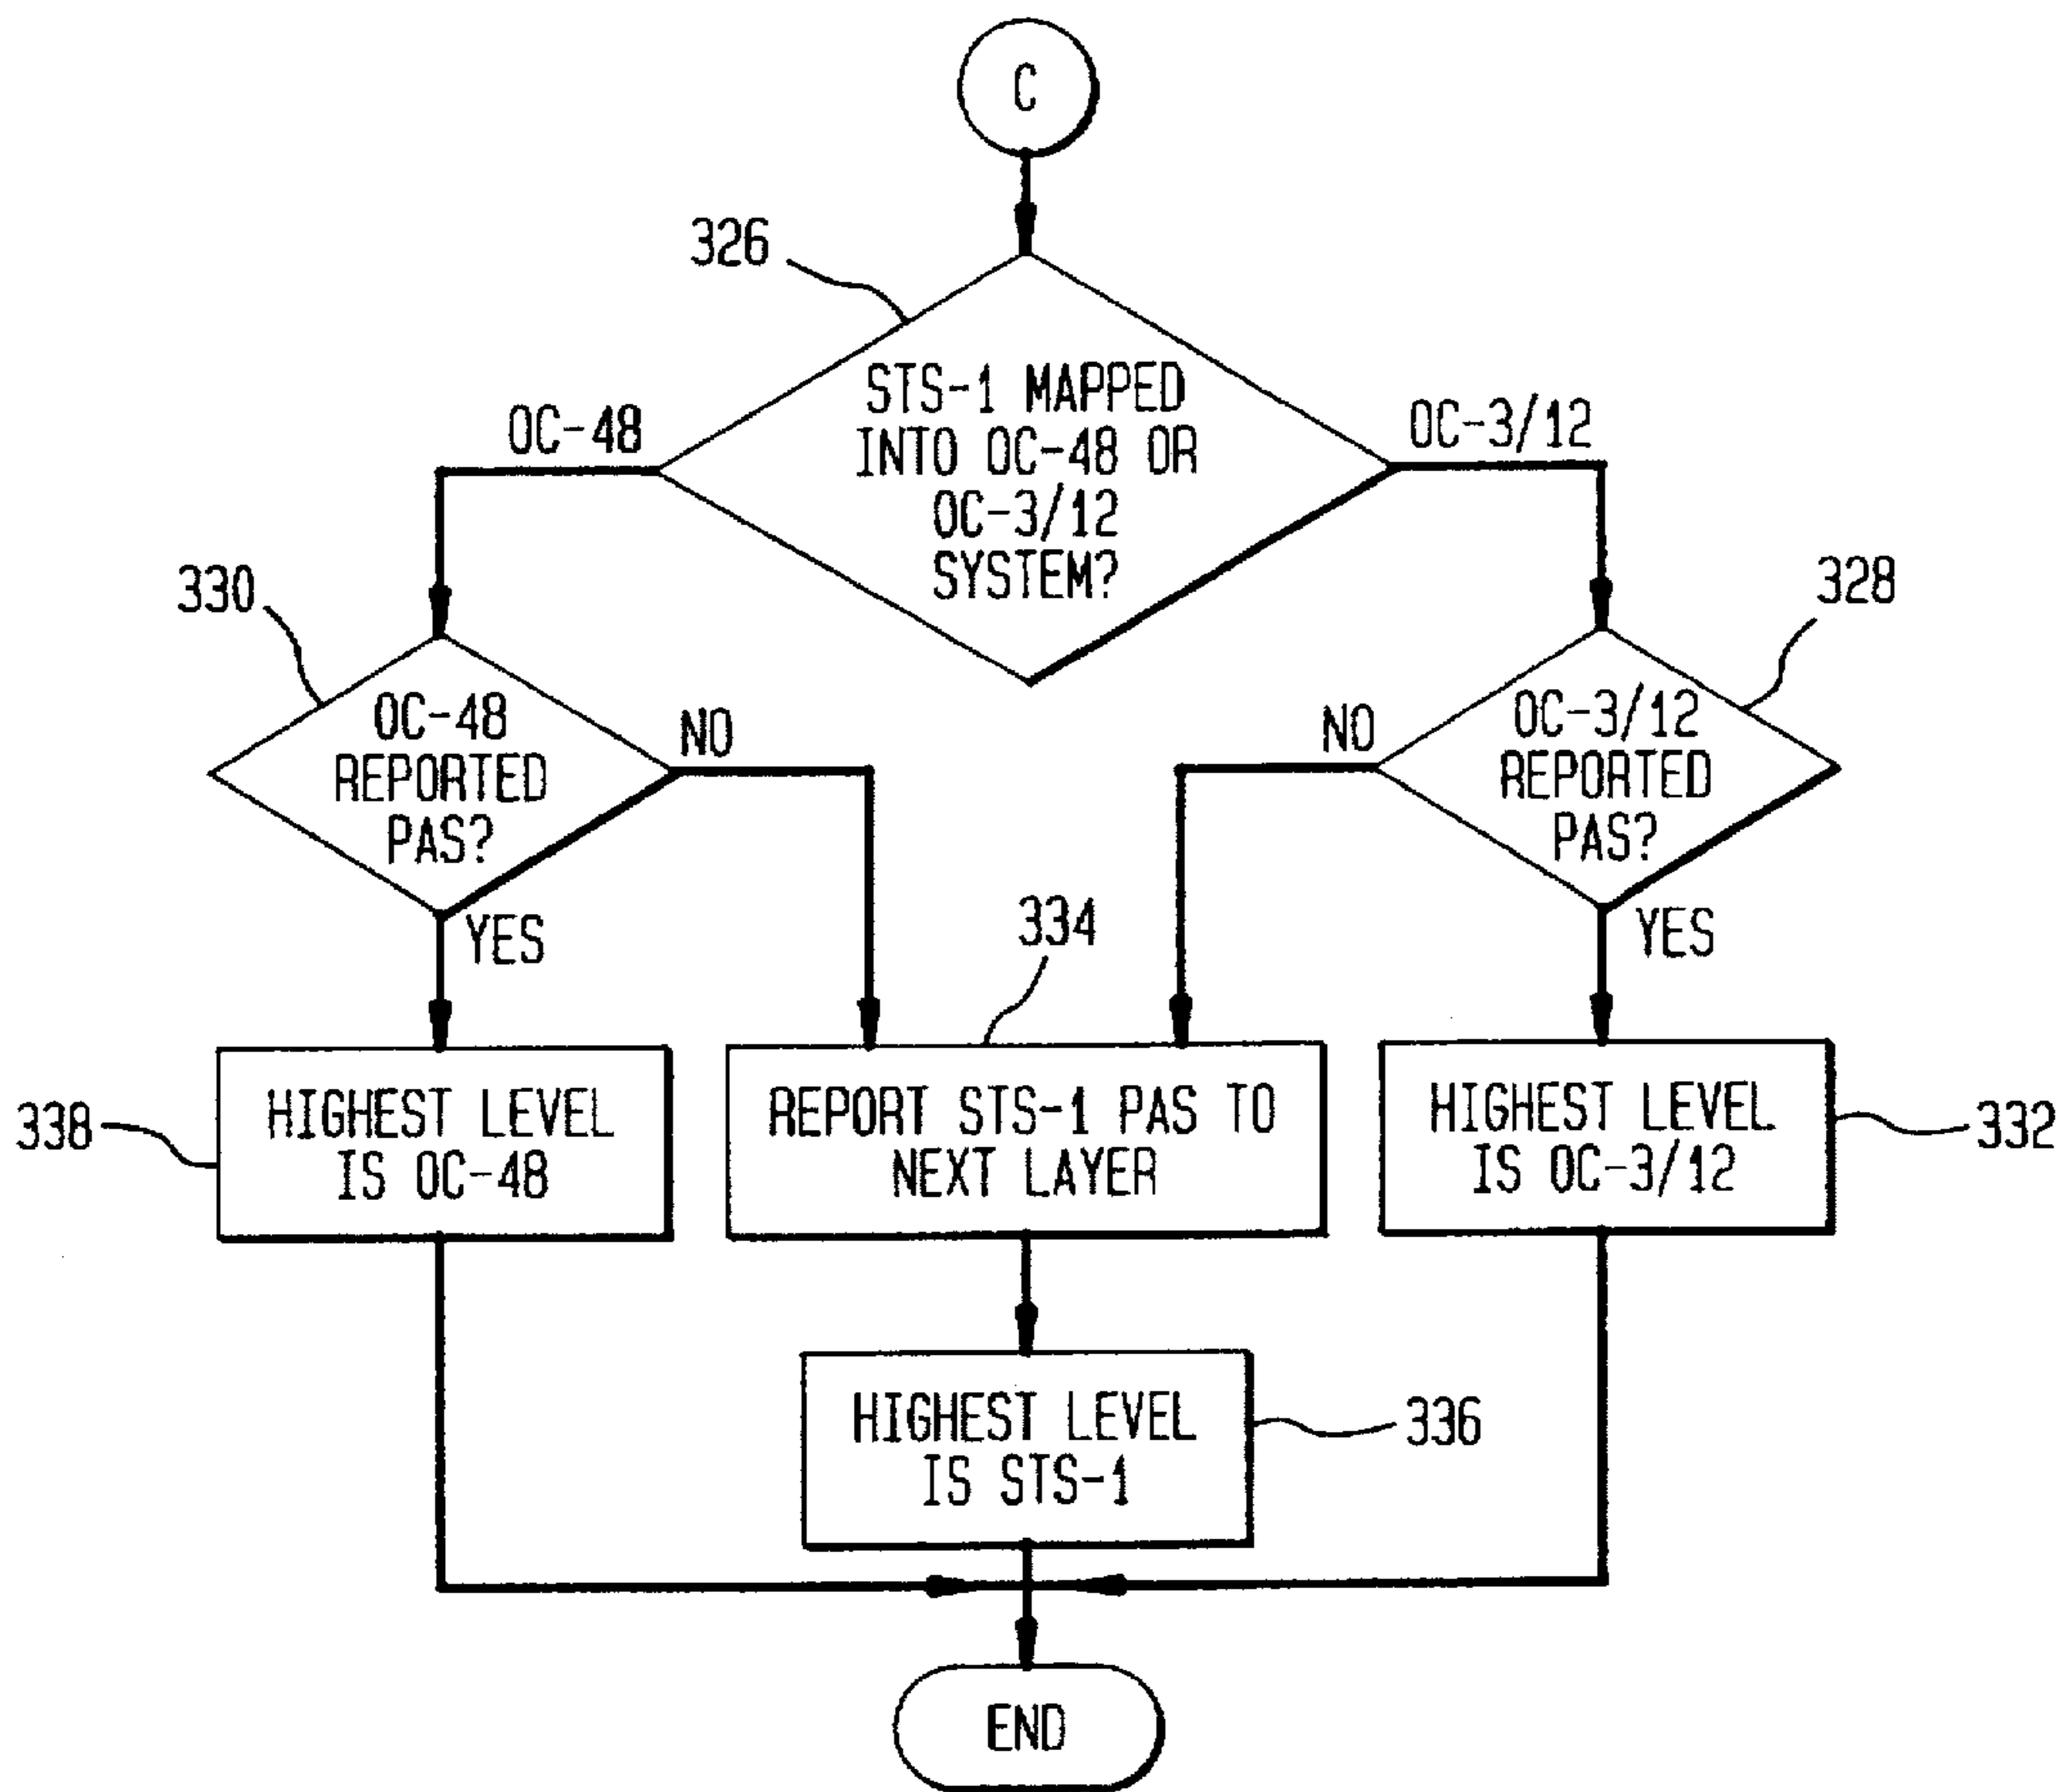 C
326
STS-1 MAPPED
INTO OC-48 OR
OC-3/12
SYSTEM?
OC-48
OC-3/12
330
328
OC-48
REPORTED
PAS?
NO
YES
OC-3/12
REPORTED
PAS?
NO
YES
334
338
HIGHEST LEVEL
IS OC-48
REPORT STS-1 PAS TO
NEXT LAYER
HIGHEST LEVEL
IS OC-3/12
332
HIGHEST LEVEL
IS STS-1
336
END